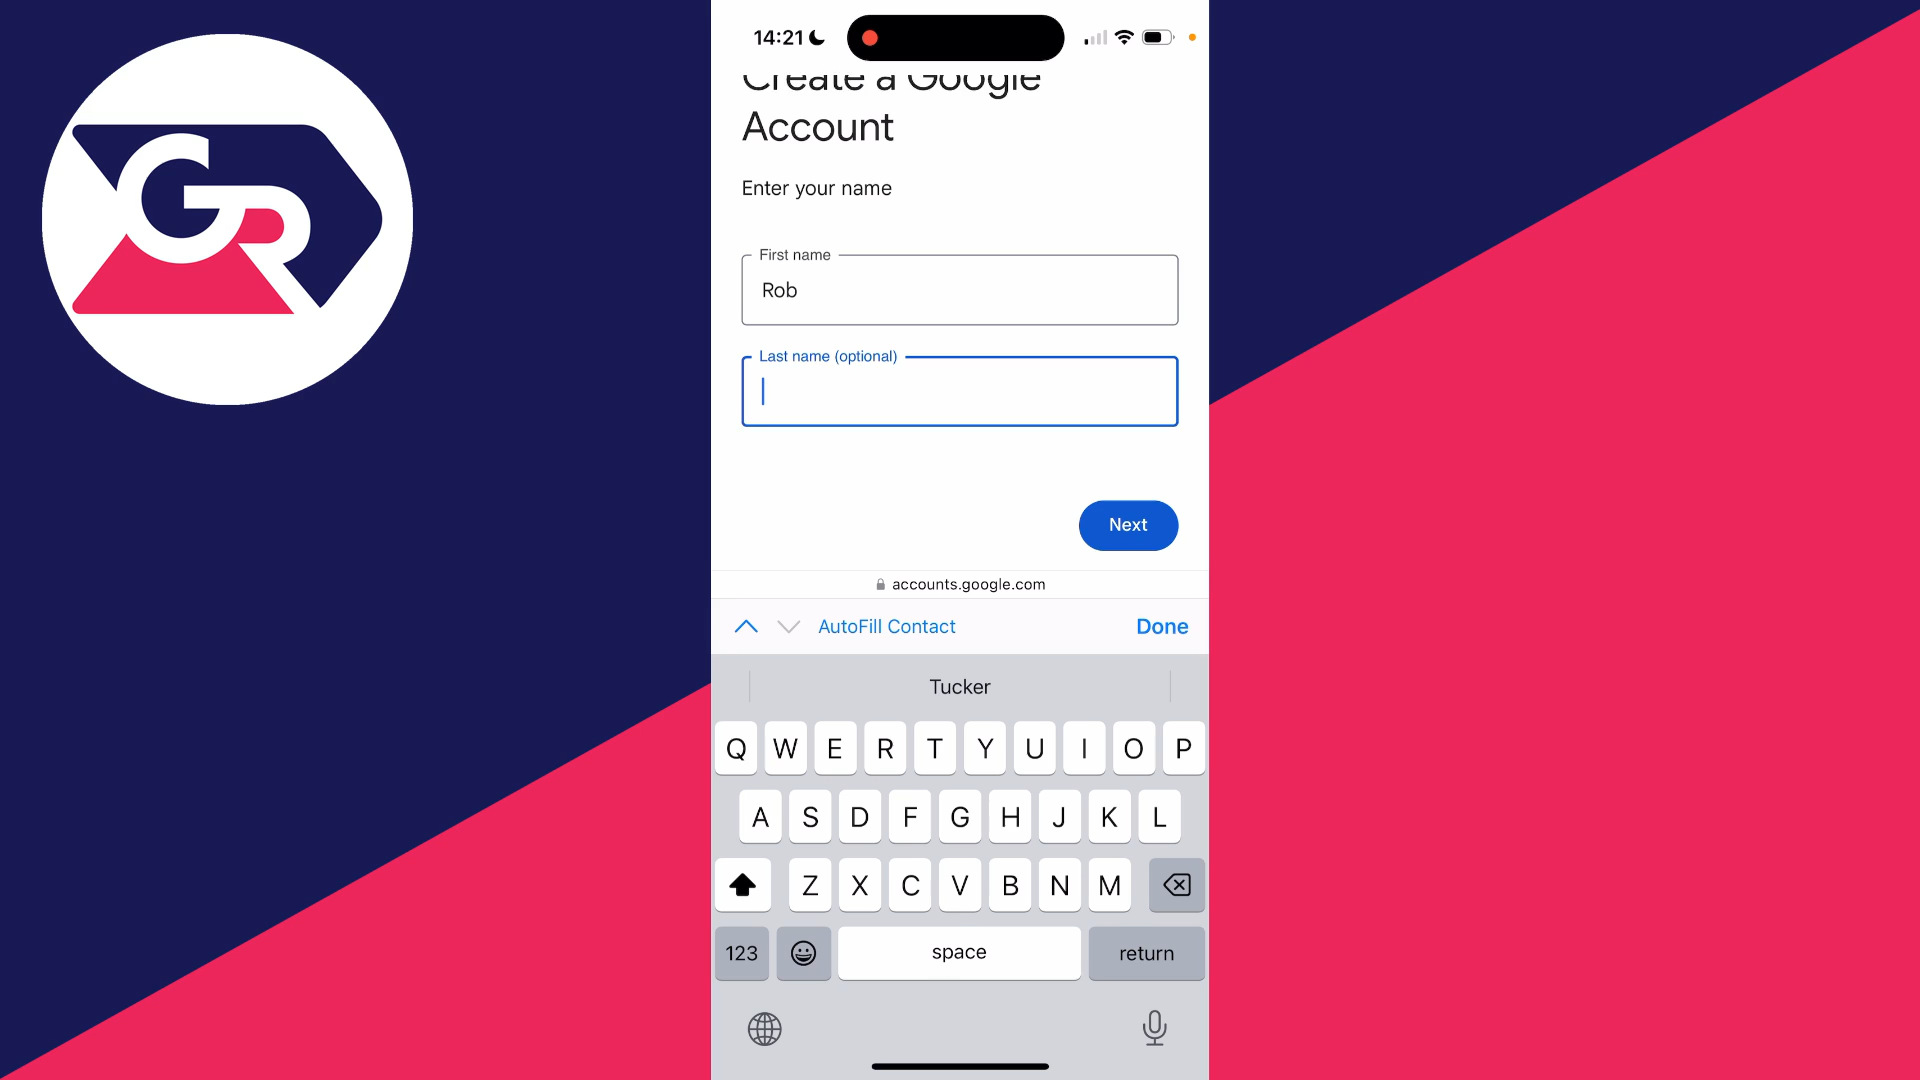 GR
14:21
Create a Google
Account
Enter your name
First name
Rob
Last name (optional)
Next
accounts.google.com
AutoFill Contact
Done
Tucker
Q W E R T Y U I O P
A S D F G H J K L
Z X C V B N M
123
space
return